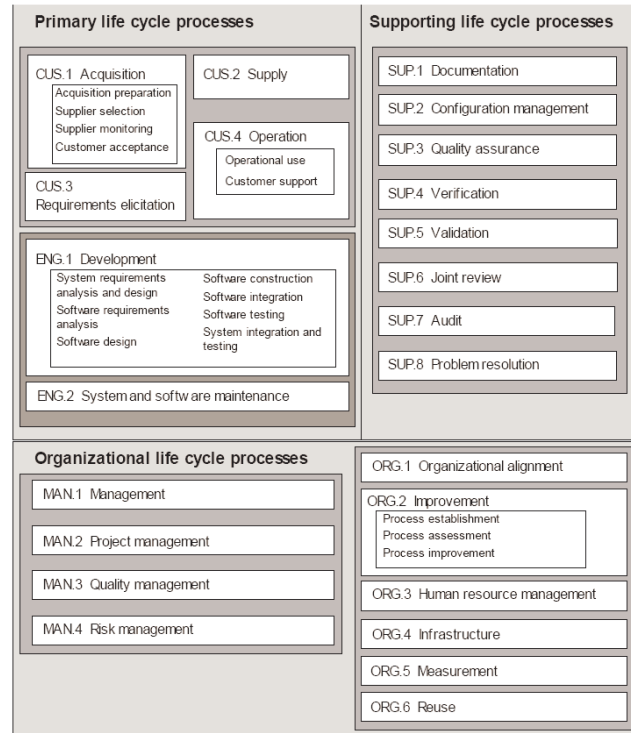 Primary life cycle processes
CUS.1 Acquisition
Acquisition preparation
Supplier selection
Supplier monitoring
Customer acceptance
CUS.2 Supply
CUS.3
Requirements elicitation
CUS.4 Operation
Operational use
Customer support
ENG.1 Development
System requirements
analysis and design
Software requirements
analysis
Software design
Software construction
Software integration
Software testing
System integration and
testing
ENG.2 System and software maintenance
Supporting life cycle processes
SUP.1 Documentation
SUP.2 Configuration management
SUP.3 Quality assurance
SUP.4 Verification
SUP.5 Validation
SUP.6 Joint review
SUP.7 Audit
SUP.8 Problem resolution
Organizational life cycle processes
MAN.1 Management
MAN.2 Project management
MAN.3 Quality management
MAN.4 Risk management
ORG.1 Organizational alignment
ORG.2 Improvement
Process establishment
Process assessment
Process improvement
ORG.3 Human resource management
ORG.4 Infrastructure
ORG.5 Measurement
ORG.6 Reuse